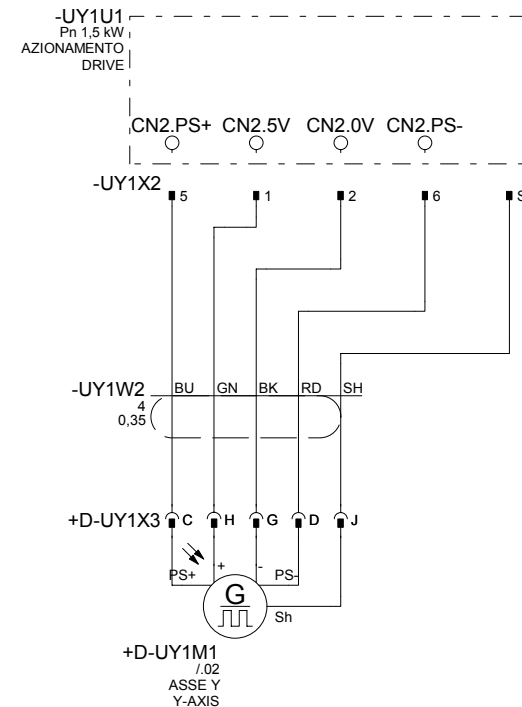 -UY1U1
Pn 1,5 kW
AZIONAMENTO
DRIVE
CN2.PS+ CN2.5V CN2.0V CN2.PS-
-UY1X2
5 1 2 6 S
-UY1W2 BU GN BK RD SH
4
0,35
+D-UY1X3 C H G D J
PS+ + - PS-
G
Sh
+D-UY1M1
/.02
ASSE Y
Y-AXIS